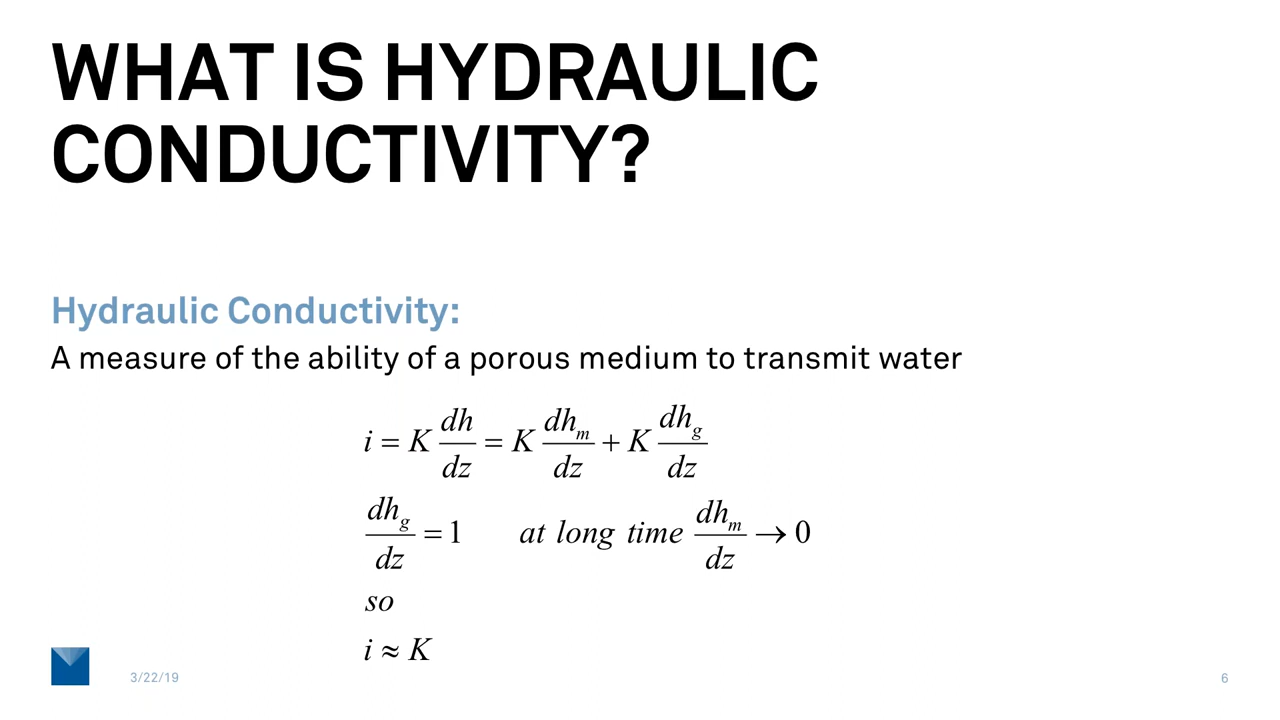 WHAT IS HYDRAULIC
CONDUCTIVITY?
Hydraulic Conductivity:
A measure of the ability of a porous medium to transmit water
i = K dh/dz = K dh_m/dz + K dh_g/dz
dh_g/dz = 1 at long time dh_m/dz → 0
so
i ≈ K
3/22/19
6